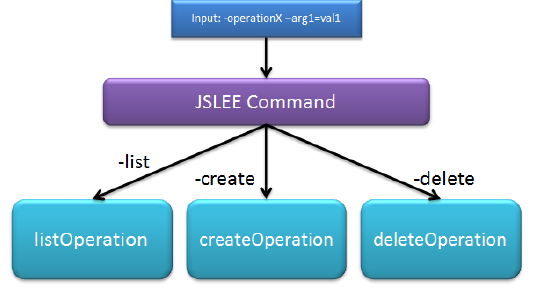 Input: -operationX –arg1=val1
JSLEE Command
-list
-create
-delete
listOperation
createOperation
deleteOperation